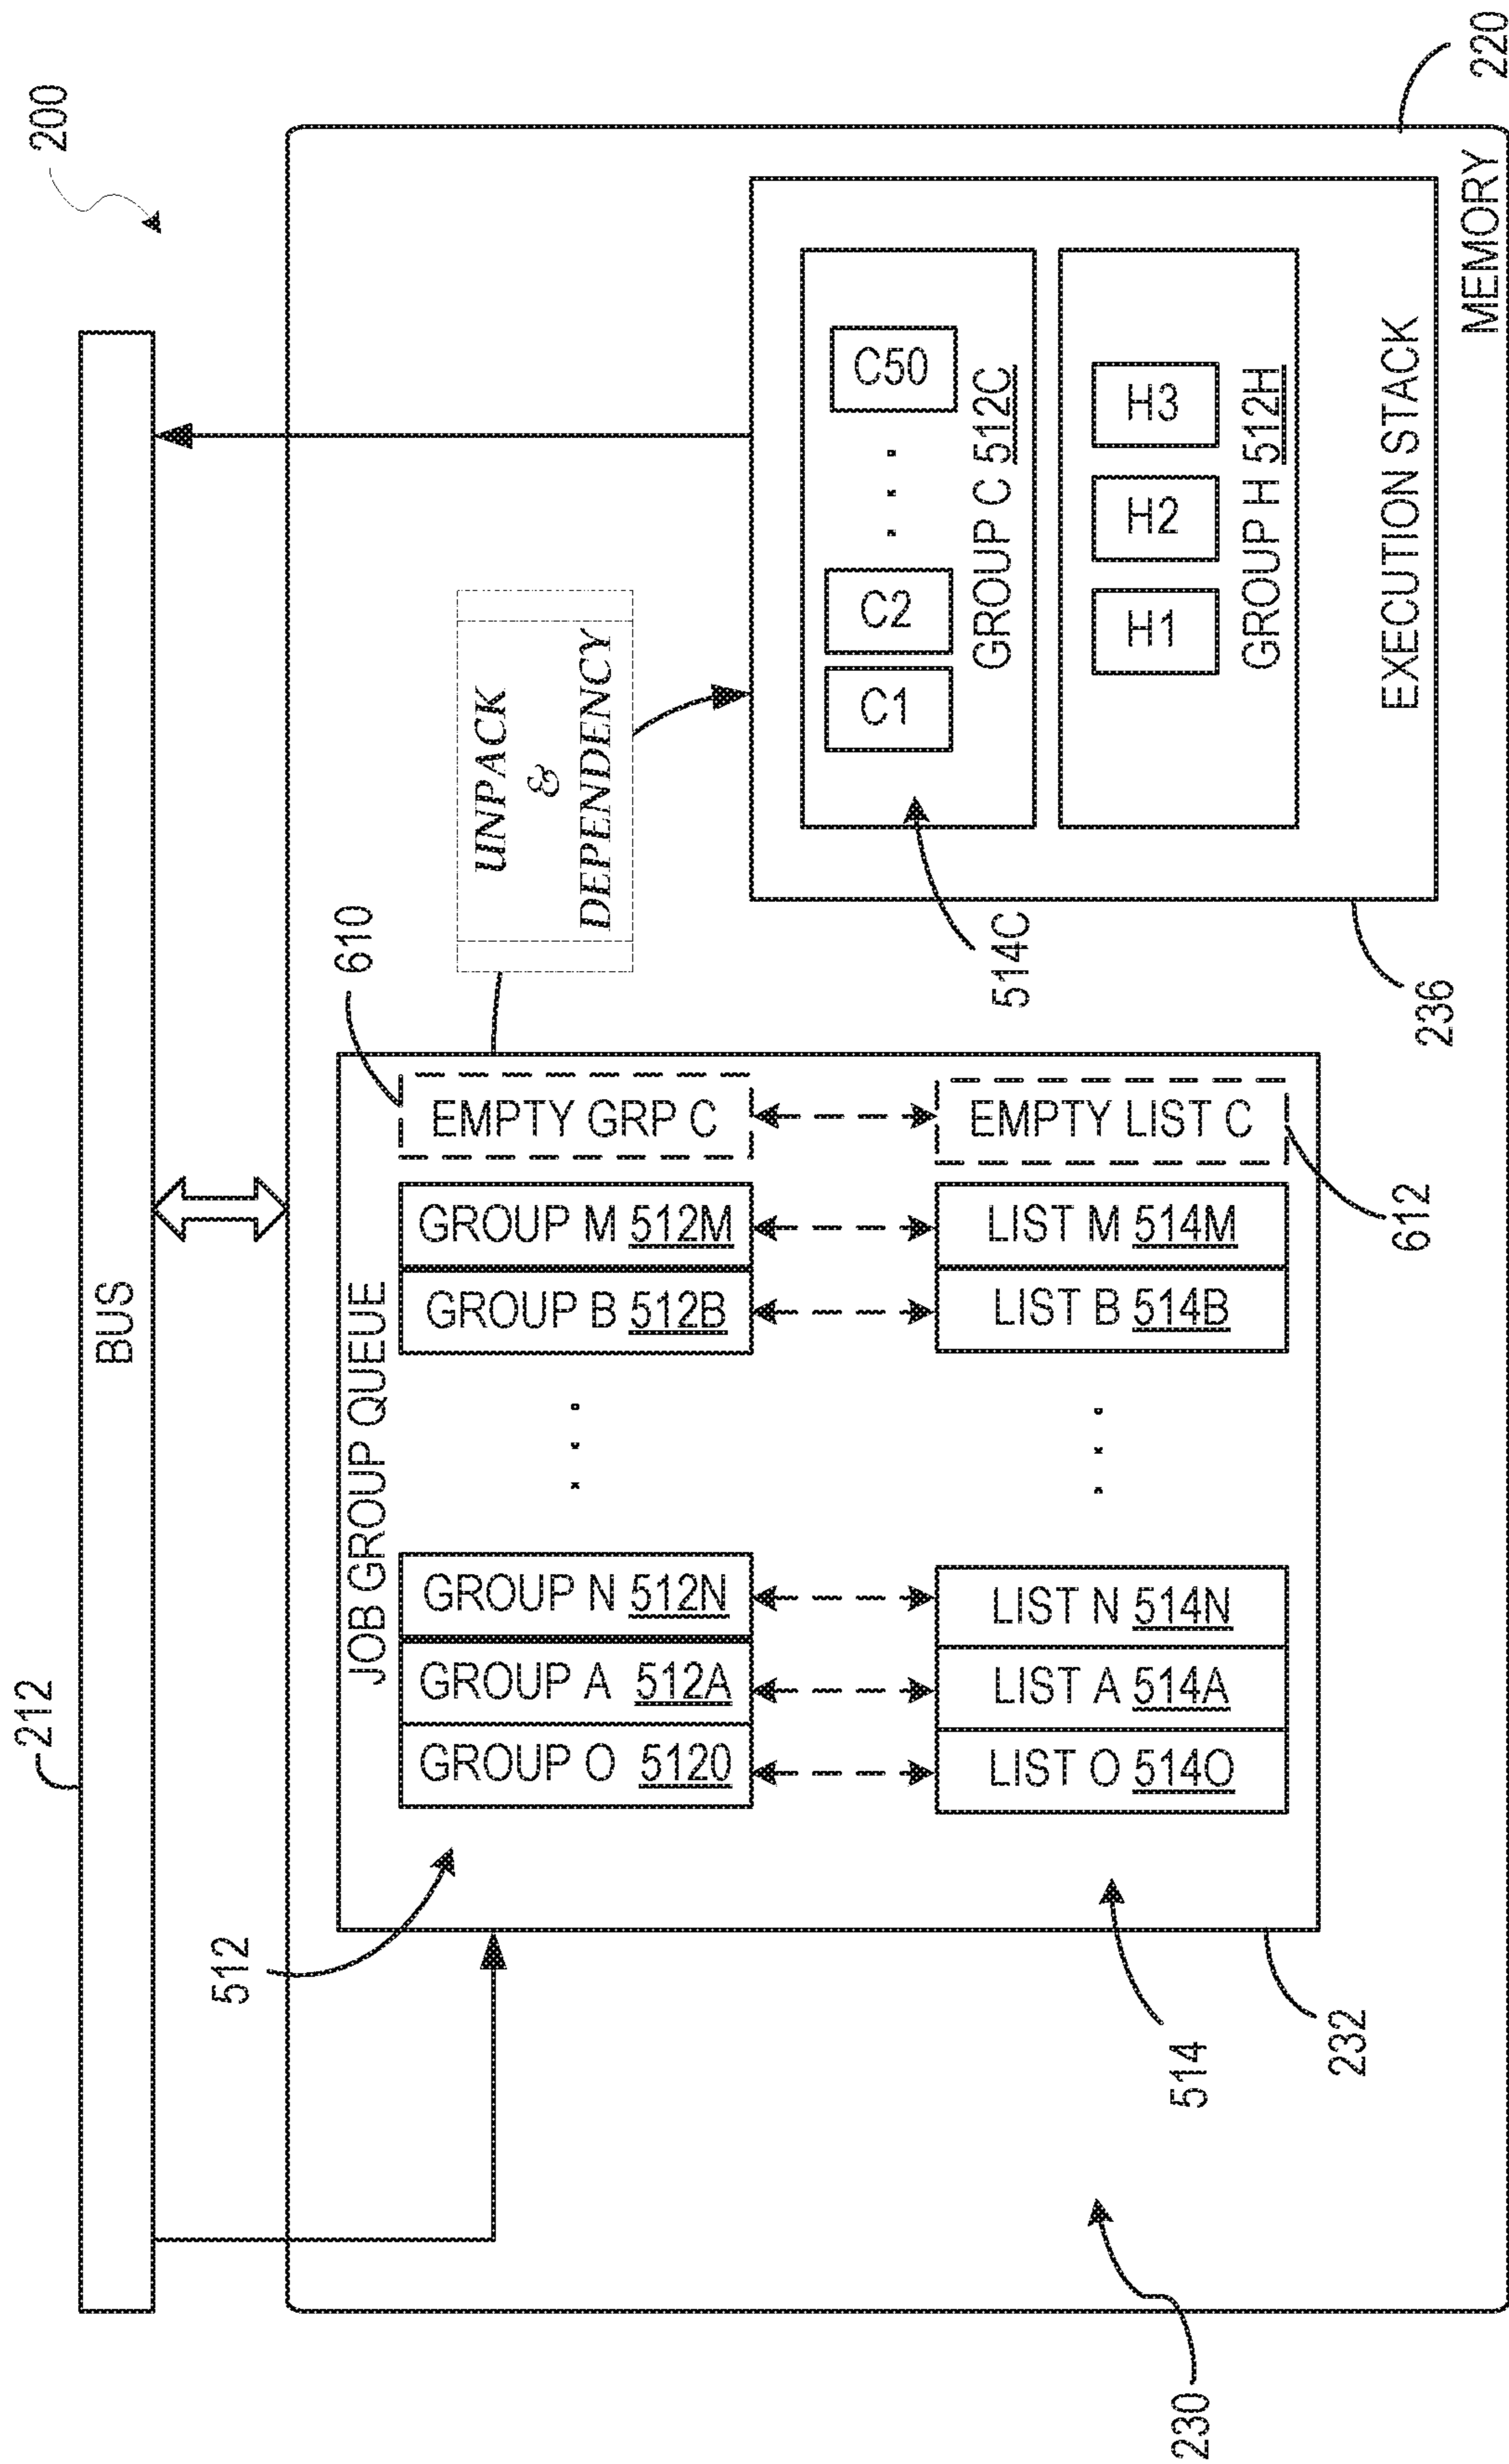 200
212
BUS
220
MEMORY
230
232
JOB GROUP QUEUE
512
GROUP O 5120
GROUP A 512A
GROUP N 512N
. . .
GROUP B 512B
GROUP M 512M
EMPTY GRP C
610
514
LIST O 514O
LIST A 514A
LIST N 514N
. . .
LIST B 514B
LIST M 514M
EMPTY LIST C
612
UNPACK
&
DEPENDENCY
236
514C
C1
C2
. . .
C50
GROUP C 512C
H1
H2
H3
GROUP H 512H
EXECUTION STACK